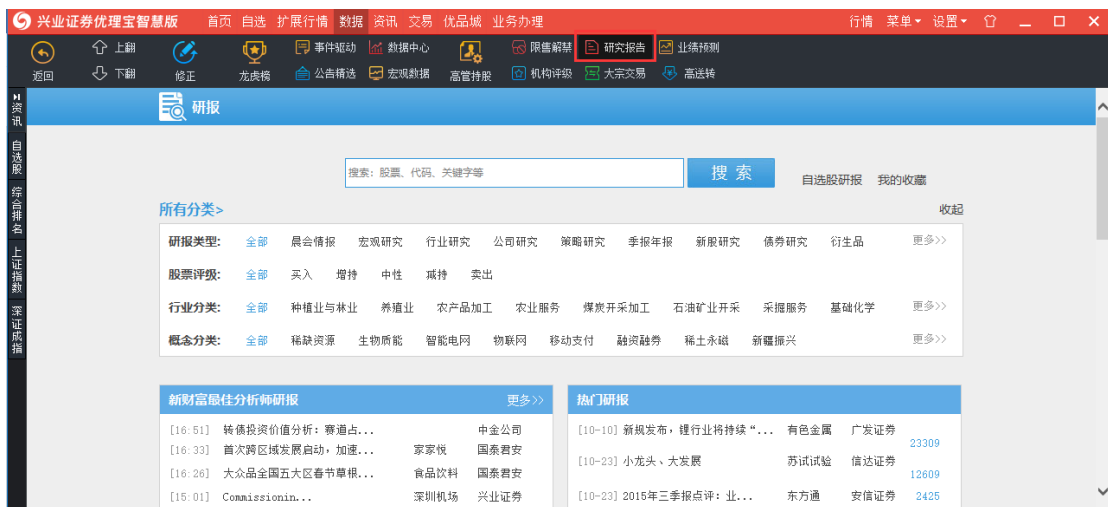 兴业证券优理宝智慧版 首页 自选 扩展行情 数据 资讯 交易 优品城 业务办理 行情 菜单 设置
上翻 事件驱动 数据中心 限售解禁 研究报告 业绩预测
返回 下翻 修正 龙虎榜 公告精选 宏观数据 高管持股 机构评级 大宗交易 高送转
资讯
自选股
综合排名
上证指数
深证成指
研报
搜索：股票、代码、关键字等 搜 索 自选股研报 我的收藏
所有分类> 收起
研报类型: 全部 晨会情报 宏观研究 行业研究 公司研究 策略研究 季报年报 新股研究 债券研究 衍生品 更多>>
股票评级: 全部 买入 增持 中性 减持 卖出
行业分类: 全部 种植业与林业 养殖业 农产品加工 农业服务 煤炭开采加工 石油矿业开采 采掘服务 基础化学 更多>>
概念分类: 全部 稀缺资源 生物质能 智能电网 物联网 移动支付 融资融券 稀土永磁 新疆振兴 更多>>
新财富最佳分析师研报 更多>>
[16:51] 转债投资价值分析：赛道占... 中金公司
[16:33] 首次跨区域发展启动，加速... 家家悦 国泰君安
[16:26] 大众品全国五大区春节草根... 食品饮料 国泰君安
[15:01] Commissionin... 深圳机场 兴业证券
热门研报
[10-10] 新规发布，锂行业将持续“... 有色金属 广发证券 23309
[10-23] 小龙头、大发展 苏试试验 信达证券 12609
[10-23] 2015年三季报点评：业... 东方通 安信证券 2425